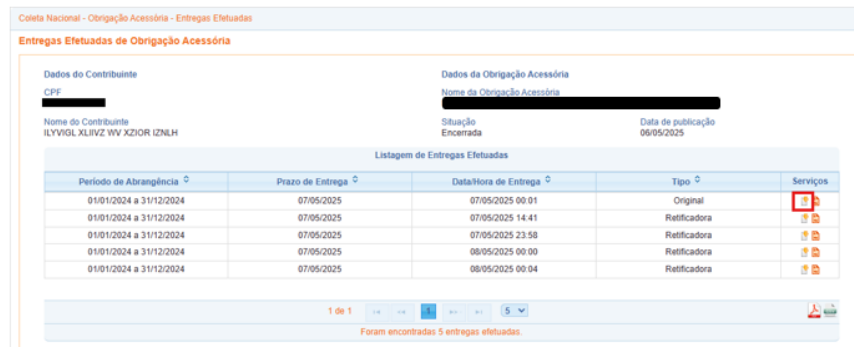 Coleta Nacional - Obrigação Acessória - Entregas Efetuadas
Entregas Efetuadas de Obrigação Acessória
Dados do Contribuinte Dados da Obrigação Acessória
CPF Nome da Obrigação Acessória
Nome do Contribuinte Situação Data de publicação
ILYVIGL XLIIVZ WV XZIOR IZNLH Encerrada 06/05/2025
Listagem de Entregas Efetuadas
Período de Abrangência Prazo de Entrega Data/Hora de Entrega Tipo Serviços
01/01/2024 a 31/12/2024 07/05/2025 07/05/2025 00:01 Original
01/01/2024 a 31/12/2024 07/05/2025 07/05/2025 14:41 Retificadora
01/01/2024 a 31/12/2024 07/05/2025 07/05/2025 23:58 Retificadora
01/01/2024 a 31/12/2024 07/05/2025 08/05/2025 00:00 Retificadora
01/01/2024 a 31/12/2024 07/05/2025 08/05/2025 00:04 Retificadora
1 de 1 1 5
Foram encontradas 5 entregas efetuadas.